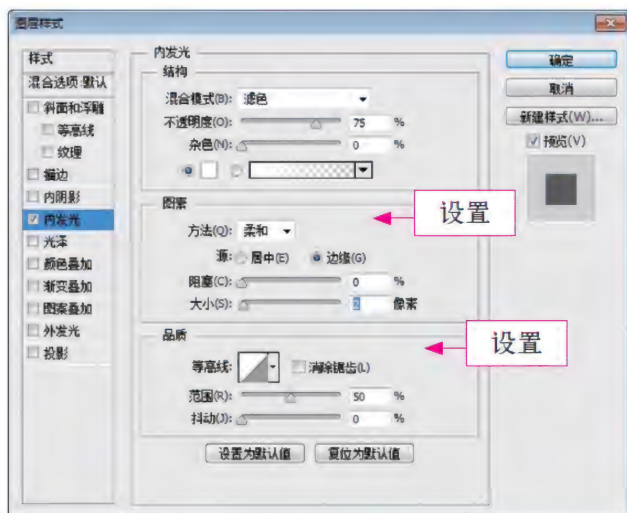 图层样式
样式
混合选项:默认
斜面和浮雕
等高线
纹理
描边
内阴影
内发光
光泽
颜色叠加
渐变叠加
图案叠加
外发光
投影
内发光
结构
混合模式(B): 滤色
不透明度(O): 75 %
杂色(N): 0 %
图素
方法(Q): 柔和
源: 居中(E) 边缘(G)
阻塞(C): 0 %
大小(S): 2 像素
品质
等高线: 消除锯齿(L)
范围(R): 50 %
抖动(J): 0 %
设置为默认值 复位为默认值
确定
取消
新建样式(W)...
预览(V)
设置
设置